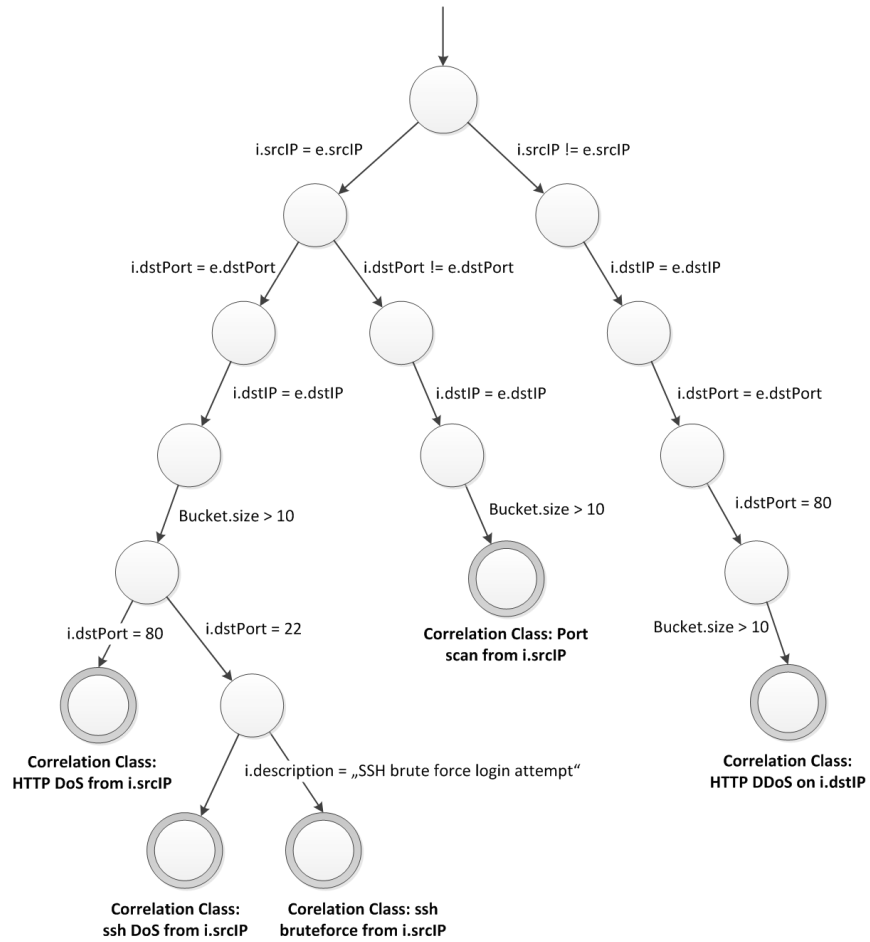 i.srcIP = e.srcIP
i.srcIP != e.srcIP
i.dstPort = e.dstPort
i.dstPort != e.dstPort
i.dstIP = e.dstIP
i.dstIP = e.dstIP
i.dstIP = e.dstIP
i.dstPort = e.dstPort
Bucket.size > 10
Bucket.size > 10
i.dstPort = 80
i.dstPort = 80
i.dstPort = 22
Correlation Class: Port
scan from i.srcIP
Bucket.size > 10
Correlation Class:
HTTP DoS from i.srcIP
i.description = „SSH brute force login attempt“
Correlation Class:
HTTP DDoS on i.dstIP
Correlation Class:
ssh DoS from i.srcIP
Corelation Class: ssh
bruteforce from i.srcIP